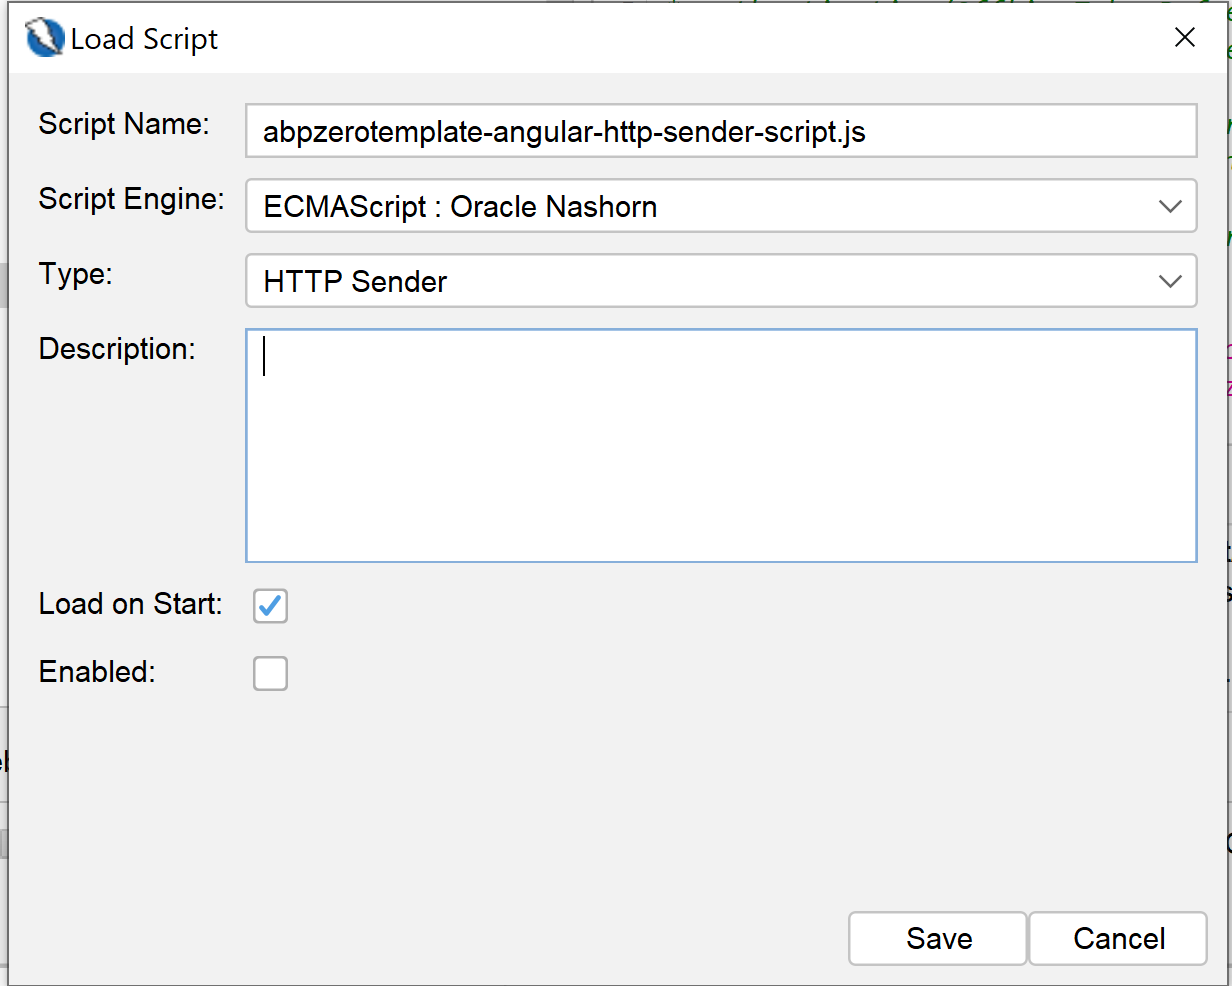 Load Script
Script Name: abpzerotemplate-angular-http-sender-script.js
Script Engine: ECMAScript : Oracle Nashorn
Type: HTTP Sender
Description:
Load on Start:
Enabled:
Save Cancel